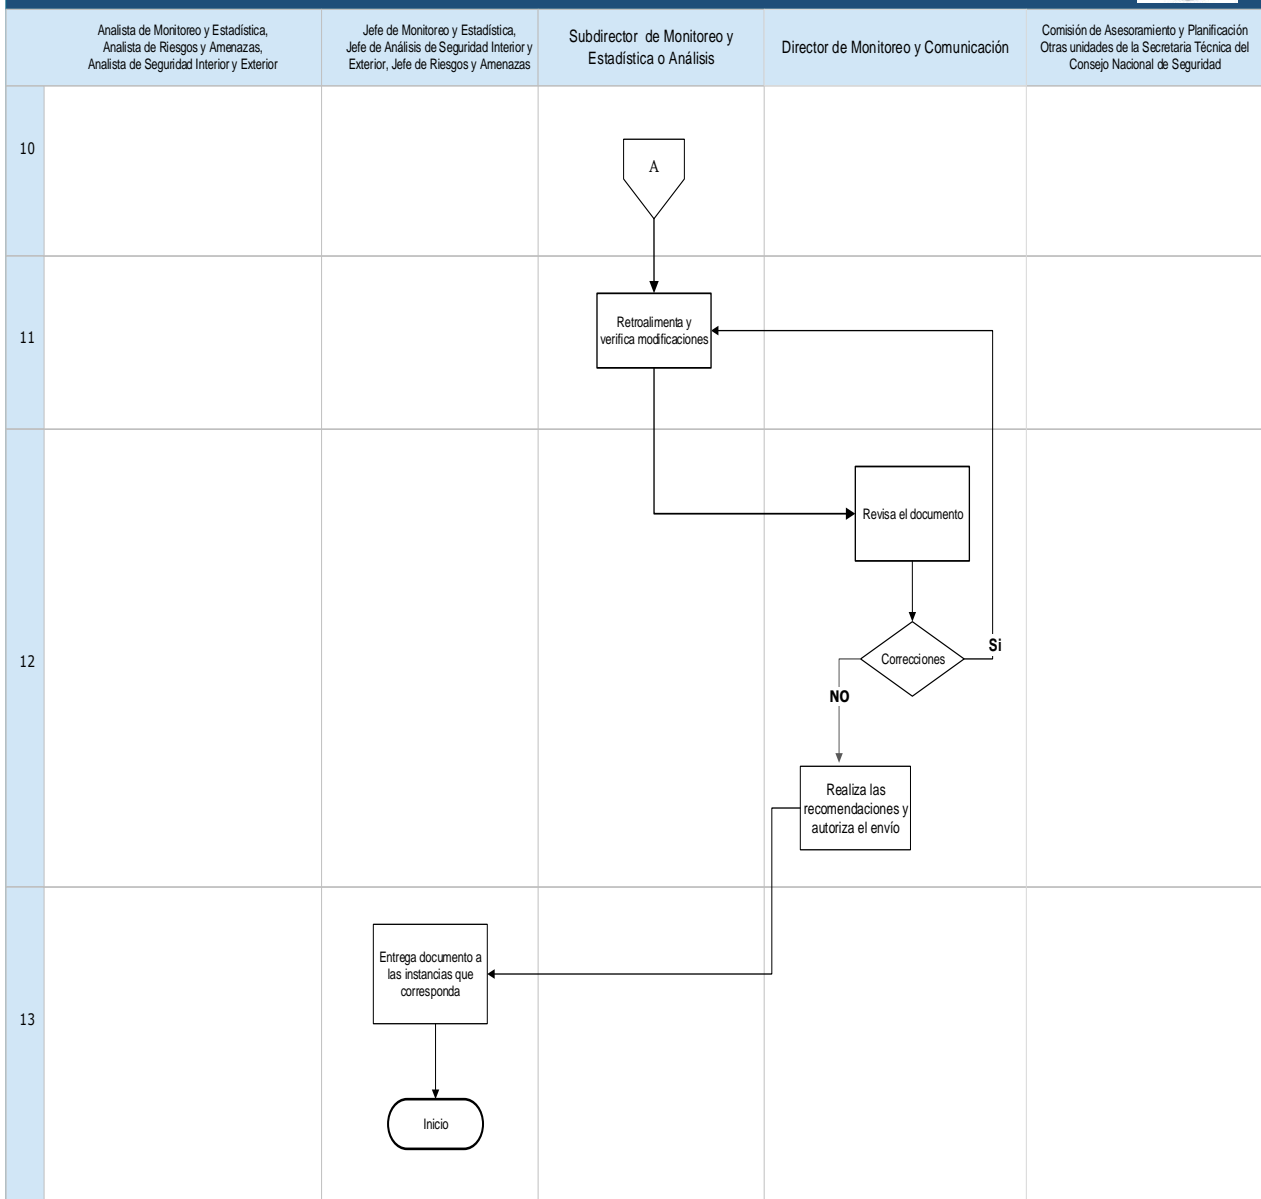 Analista de Monitoreo y Estadística,
Analista de Riesgos y Amenazas,
Analista de Seguridad Interior y Exterior
Jefe de Monitoreo y Estadística,
Jefe de Análisis de Seguridad Interior y
Exterior, Jefe de Riesgos y Amenazas
Subdirector de Monitoreo y
Estadística o Análisis
Director de Monitoreo y Comunicación
Comisión de Asesoramiento y Planificación
Otras unidades de la Secretaria Técnica del
Consejo Nacional de Seguridad
10
A
11
Retroalimenta y
verifica modificaciones
12
Revisa el documento
Correcciones
Si
NO
Realiza las
recomendaciones y
autoriza el envío
13
Entrega documento a
las instancias que
corresponda
Inicio